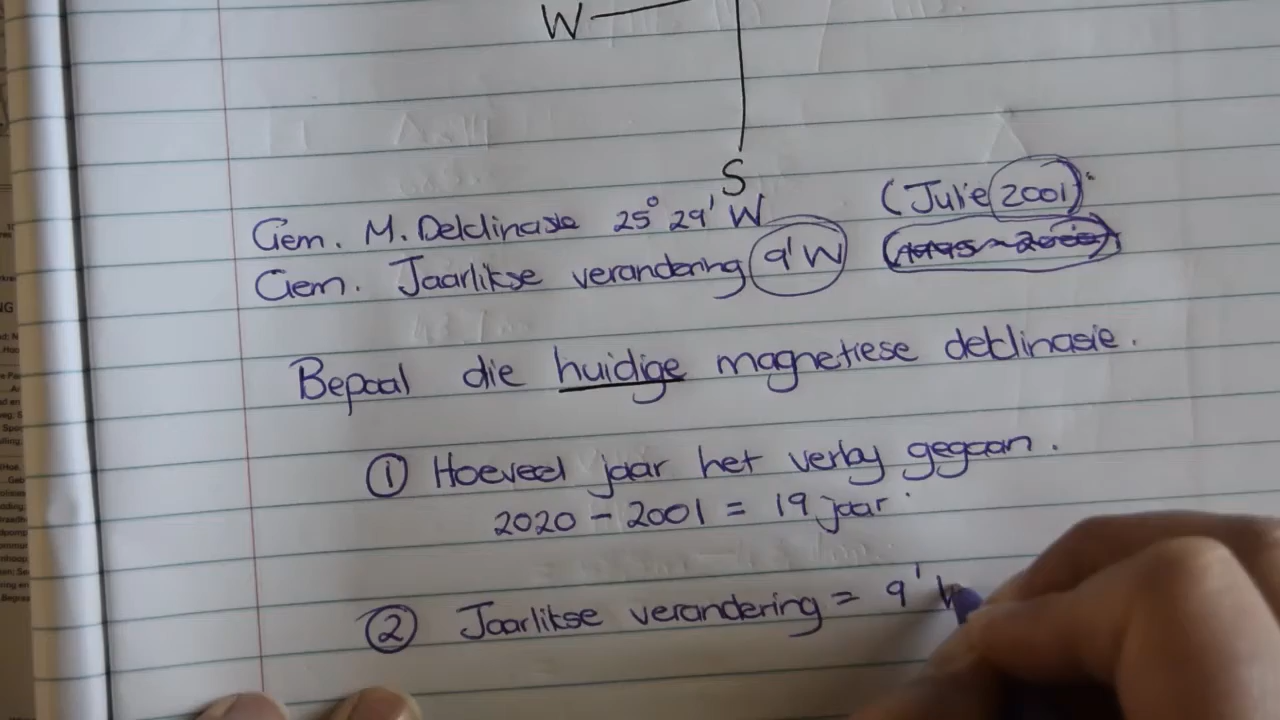 W
S
Gem. M. Deklinasie 25° 29' W (Julie 2001)
Gem. Jaarlikse verandering 9'W
Bepaal die huidige magnetiese deklinasie.
① Hoeveel jaar het verby gegaan.
2020 - 2001 = 19 jaar
② Jaarlikse verandering = 9' W